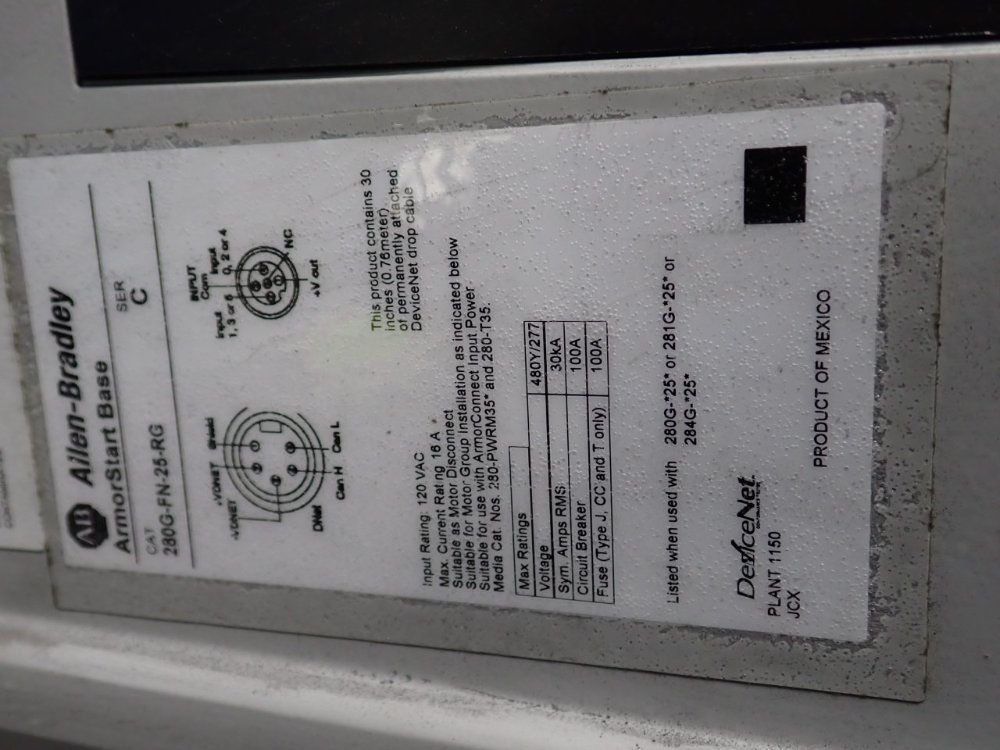 AB Allen-Bradley
ArmorStart Base
CAT
SER
280G-FN-25-RG
C
+VDNET
Shield
-VDNET
DNet
Can H
Can L
INPUT
Input
1, 3 or 5
Com
Input
0, 2 or 4
NC
+V out
This product contains 30
inches (0.76meter)
of permanently attached
DeviceNet drop cable
Input Rating: 120 VAC
Max. Current Rating 16 A
Suitable as Motor Disconnect
Suitable for Motor Group Installation as indicated below
Suitable for use with ArmorConnect Input Power
Media Cat. Nos. 280-PWRM35* and 280-T35.
Max Ratings
Voltage 480Y/277
Sym. Amps RMS 30kA
Circuit Breaker 100A
Fuse (Type J, CC and T only) 100A
Listed when used with 280G-*25* or 281G-*25* or
284G-*25*
DeviceNet
PLANT 1150
JCX
PRODUCT OF MEXICO